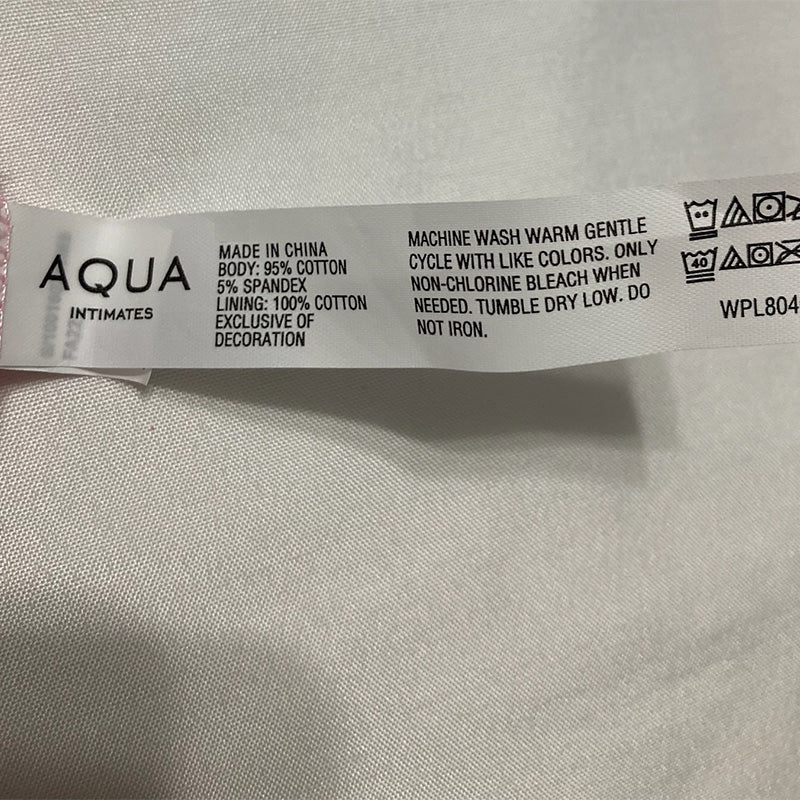 AQUA
INTIMATES
MADE IN CHINA
BODY: 95% COTTON
5% SPANDEX
LINING: 100% COTTON
EXCLUSIVE OF
DECORATION
MACHINE WASH WARM GENTLE
CYCLE WITH LIKE COLORS. ONLY
NON-CHLORINE BLEACH WHEN
NEEDED. TUMBLE DRY LOW. DO
NOT IRON.
40
WPL804